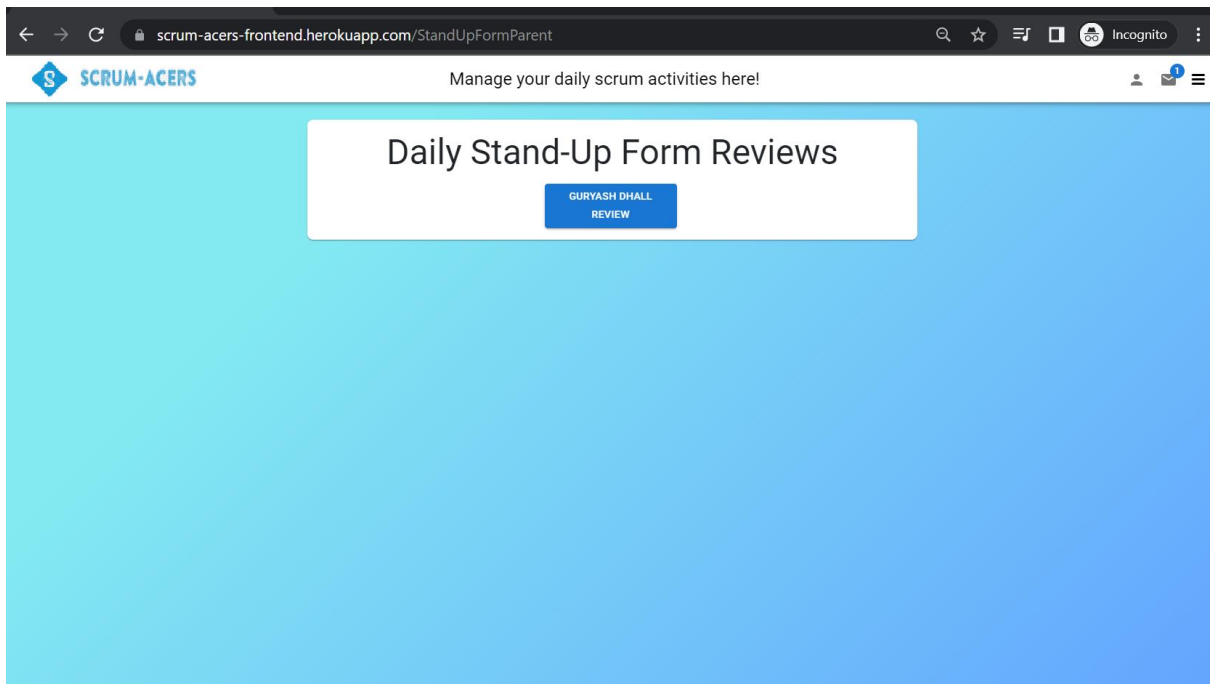 scrum-acers-frontend.herokuapp.com/StandUpFormParent
Incognito
S SCRUM-ACERS
Manage your daily scrum activities here!
1
Daily Stand-Up Form Reviews
GURYASH DHALL
REVIEW